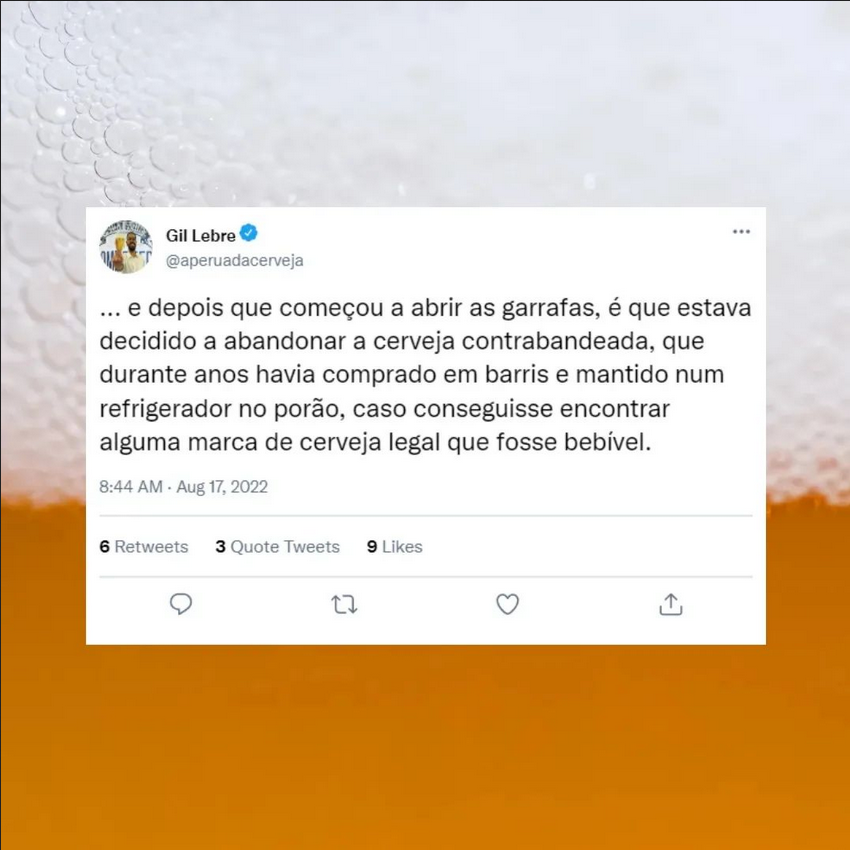 Gil Lebre
@aperuadacerveja
... e depois que começou a abrir as garrafas, é que estava
decidido a abandonar a cerveja contrabandeada, que
durante anos havia comprado em barris e mantido num
refrigerador no porão, caso conseguisse encontrar
alguma marca de cerveja legal que fosse bebível.
8:44 AM · Aug 17, 2022
6 Retweets 3 Quote Tweets 9 Likes